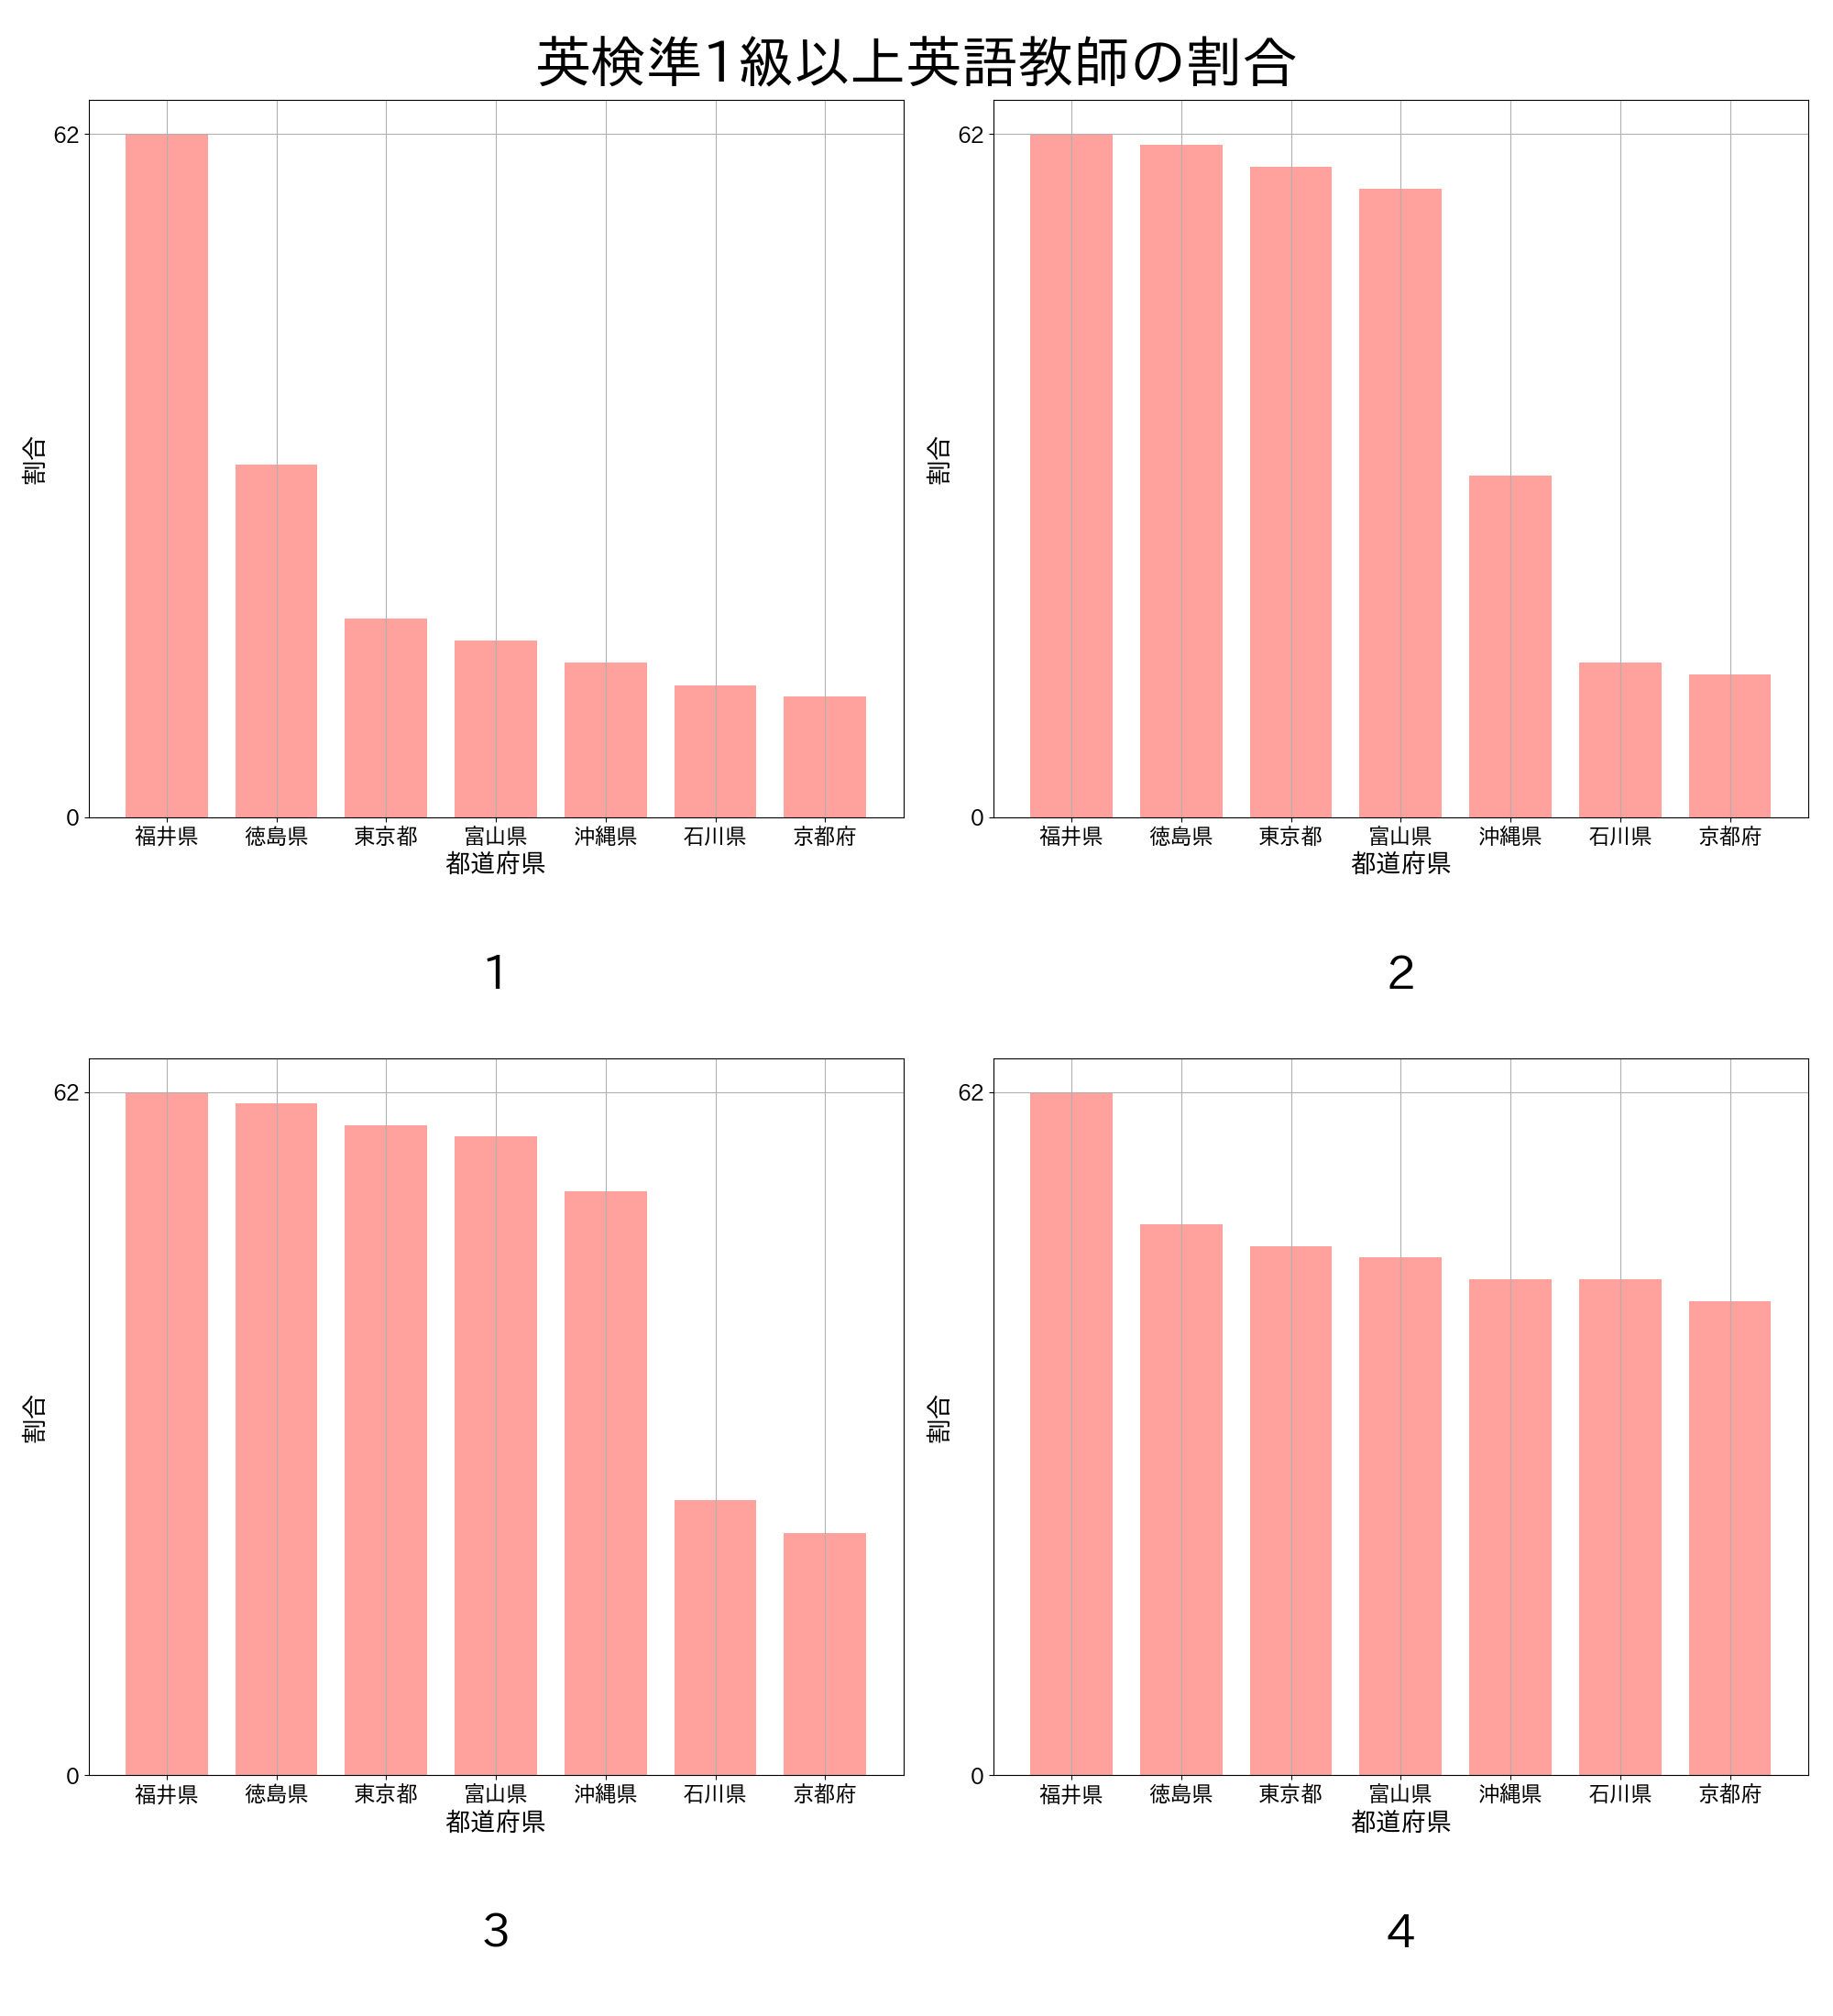 英検準1級以上英語教師の割合
62
0
割合
福井県 徳島県 東京都 富山県 沖縄県 石川県 京都府
都道府県
1
62
0
割合
福井県 徳島県 東京都 富山県 沖縄県 石川県 京都府
都道府県
2
62
0
割合
福井県 徳島県 東京都 富山県 沖縄県 石川県 京都府
都道府県
3
62
0
割合
福井県 徳島県 東京都 富山県 沖縄県 石川県 京都府
都道府県
4